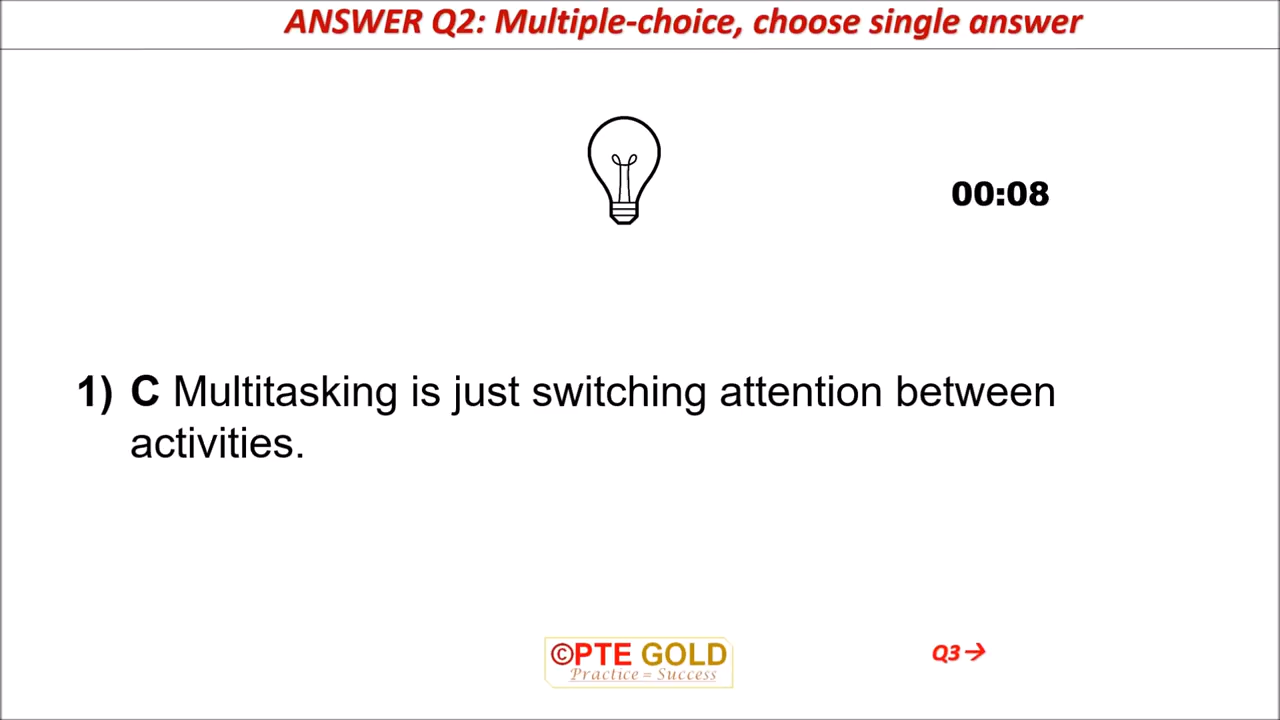 ANSWER Q2: Multiple-choice, choose single answer
00:08
1) C Multitasking is just switching attention between
activities.
©PTE GOLD
Practice = Success
Q3→